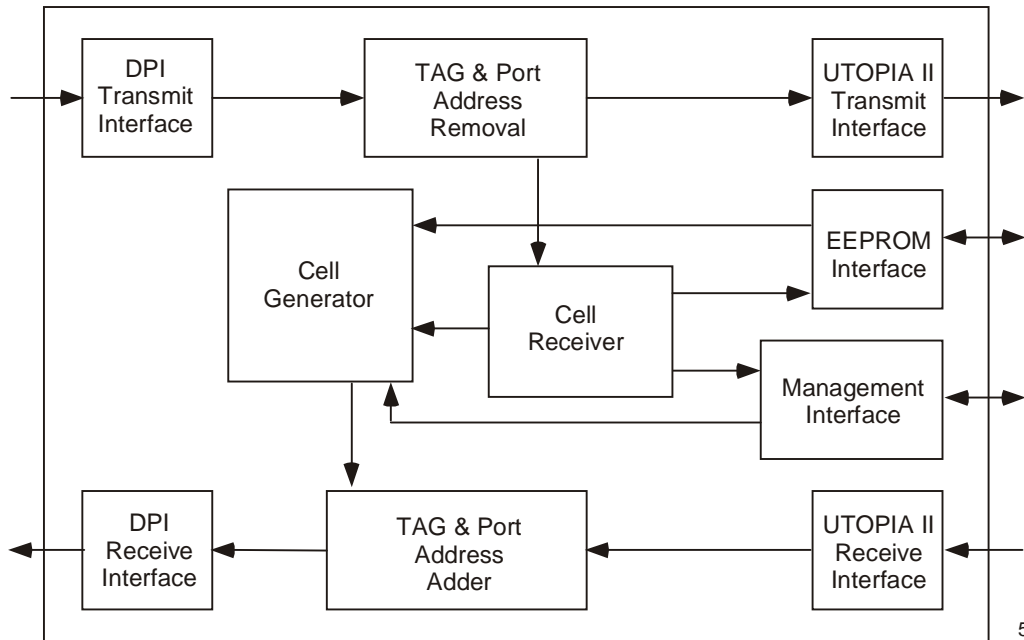 DPI
Transmit
Interface
TAG & Port
Address
Removal
UTOPIA II
Transmit
Interface
Cell
Generator
EEPROM
Interface
Cell
Receiver
Management
Interface
DPI
Receive
Interface
TAG & Port
Address
Adder
UTOPIA II
Receive
Interface
5